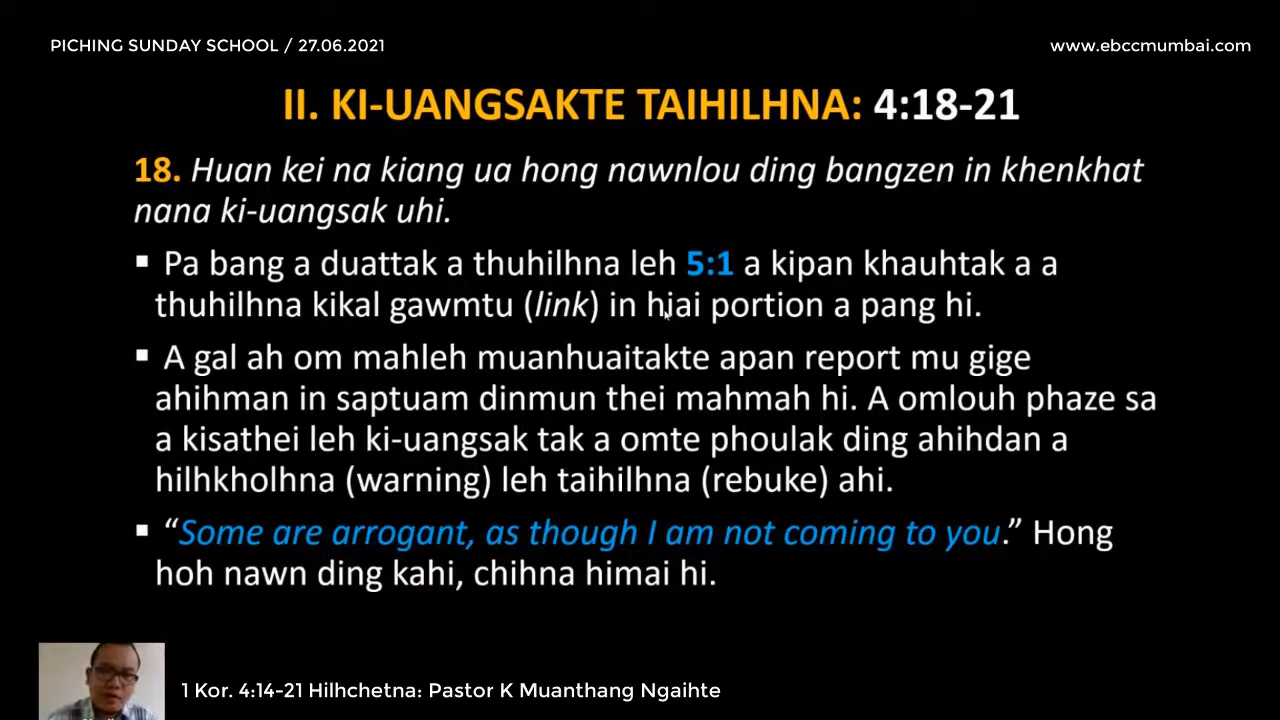 PICHING SUNDAY SCHOOL / 27.06.2021
www.ebccmumbai.com
II. KI-UANGSAKTE TAIHILHNA: 4:18-21
18. Huan kei na kiang ua hong nawnlou ding bangzen in khenkhat
nana ki-uangsak uhi.
▪ Pa bang a duattak a thuhilhna leh 5:1 a kipan khauhtak a a
thuhilhna kikal gawmtu (link) in hiai portion a pang hi.
▪ A gal ah om mahleh muanhuaitakte apan report mu gige
ahihman in saptuam dinmun thei mahmah hi. A omlouh phaze sa
a kisathei leh ki-uangsak tak a omte phoulak ding ahihdan a
hilhkholhna (warning) leh taihilhna (rebuke) ahi.
▪ “Some are arrogant, as though I am not coming to you.” Hong
hoh nawn ding kahi, chihna himai hi.
1 Kor. 4:14-21 Hilhchetna: Pastor K Muanthang Ngaihte